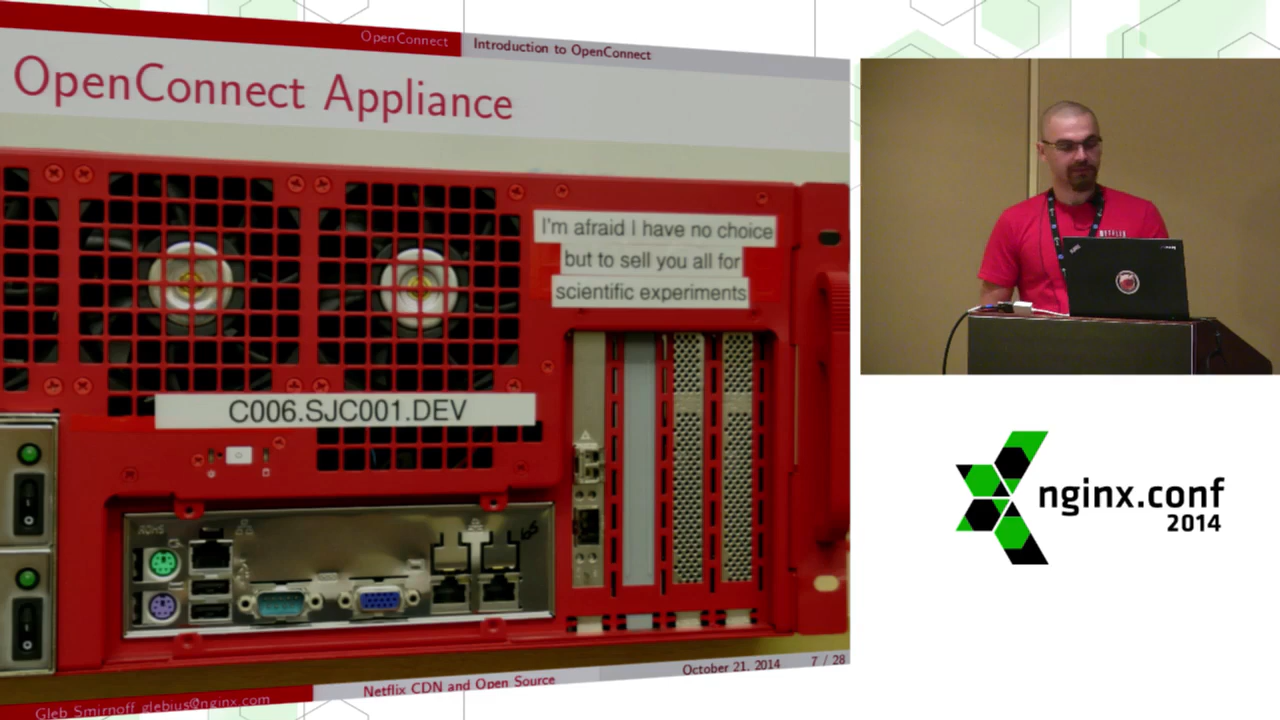 OpenConnect
Introduction to OpenConnect
OpenConnect Appliance
I'm afraid I have no choice
but to sell you all for
scientific experiments
C006.SJC001.DEV
ROHS
Gleb Smirnoff glebius@nginx.com
Netflix CDN and Open Source
October 21, 2014
7 / 28
NETFLIX
nginx.conf
2014